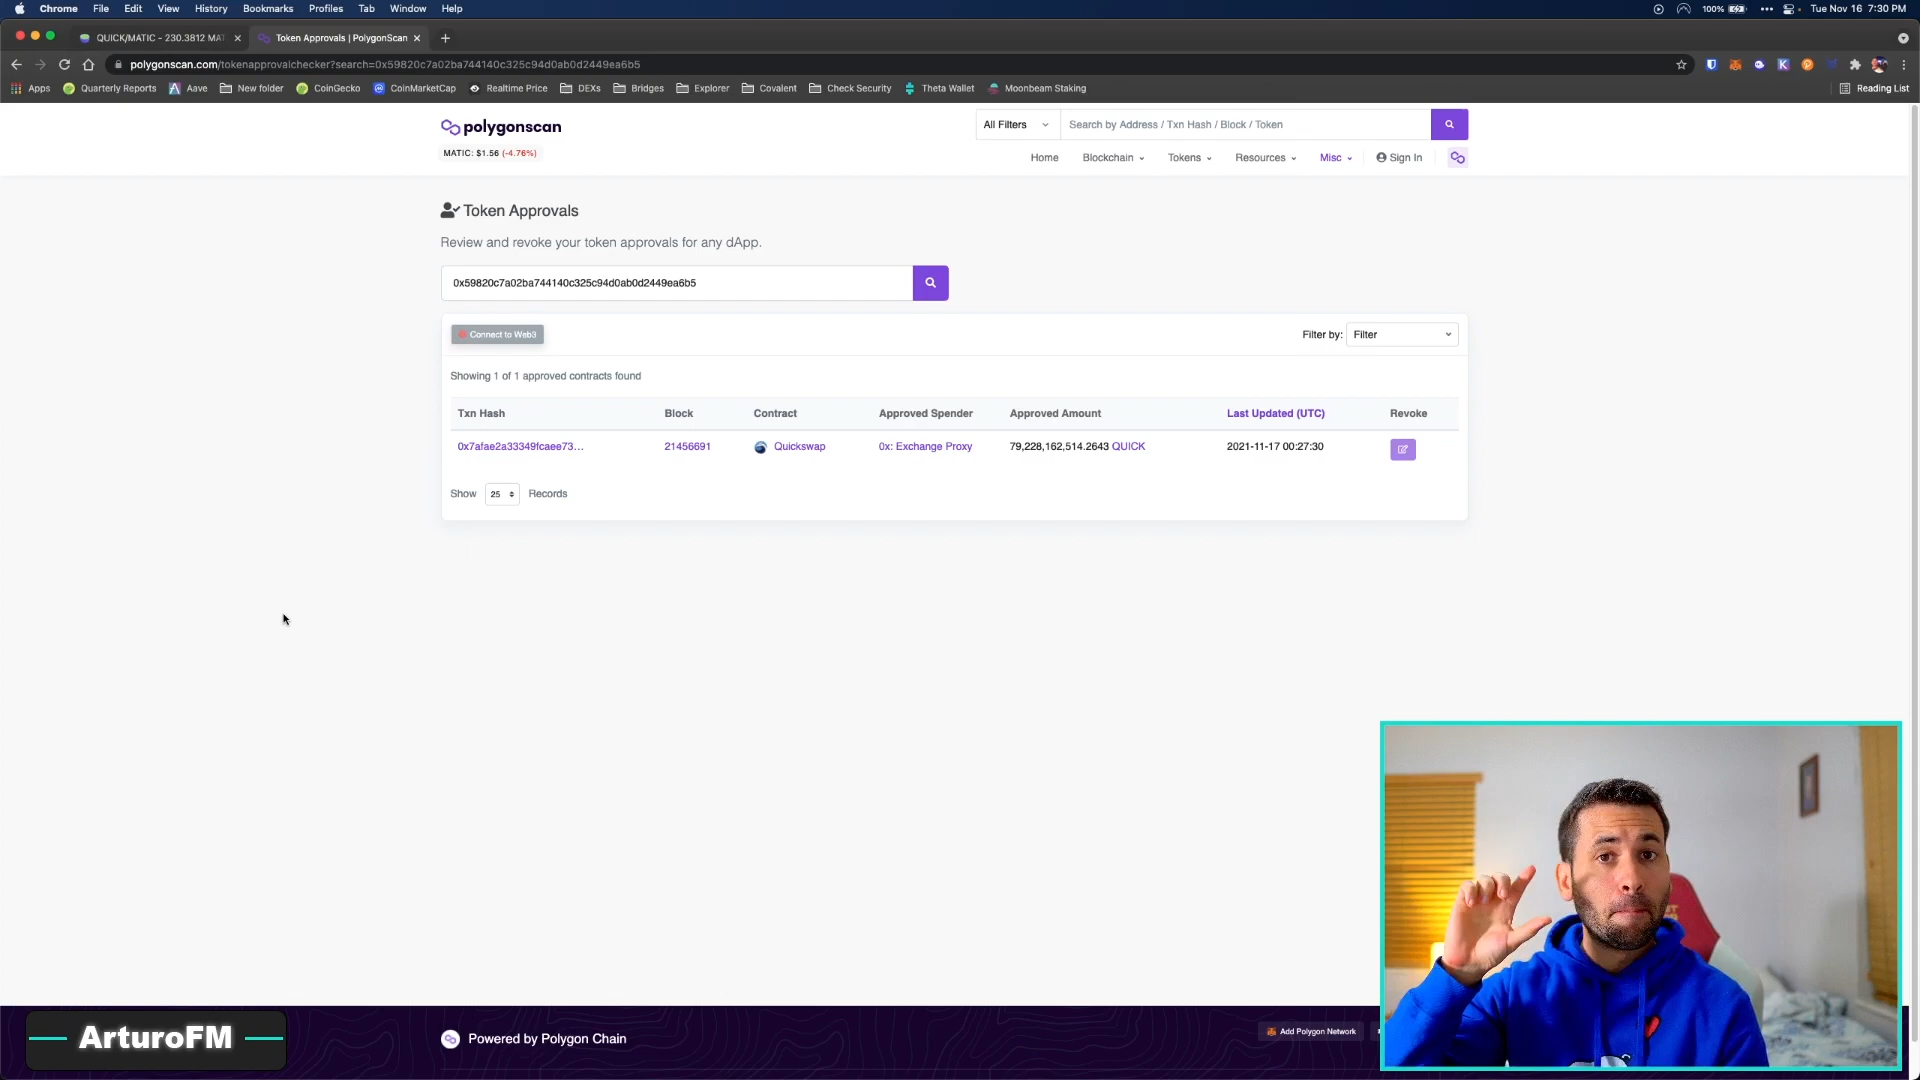 Chrome File Edit View History Bookmarks Profiles Tab Window Help 100% Tue Nov 16 7:30 PM
QUICK/MATIC - 230.3812 MAT Token Approvals | PolygonScan
polygonscan.com/tokenapprovalchecker?search=0x59820c7a02ba744140c325c94d0ab0d2449ea6b5
Apps Quarterly Reports Aave New folder CoinGecko CoinMarketCap Realtime Price DEXs Bridges Explorer Covalent Check Security Theta Wallet Moonbeam Staking Reading List
polygonscan
All Filters Search by Address / Txn Hash / Block / Token
MATIC: $1.56 (-4.76%)
Home Blockchain Tokens Resources Misc Sign In
Token Approvals
Review and revoke your token approvals for any dApp.
0x59820c7a02ba744140c325c94d0ab0d2449ea6b5
Connect to Web3 Filter by: Filter
Showing 1 of 1 approved contracts found
Txn Hash Block Contract Approved Spender Approved Amount Last Updated (UTC) Revoke
0x7afae2a33349fcaee73... 21456691 Quickswap 0x: Exchange Proxy 79,228,162,514.2643 QUICK 2021-11-17 00:27:30
Show 25 Records
ArturoFM
Powered by Polygon Chain
Add Polygon Network